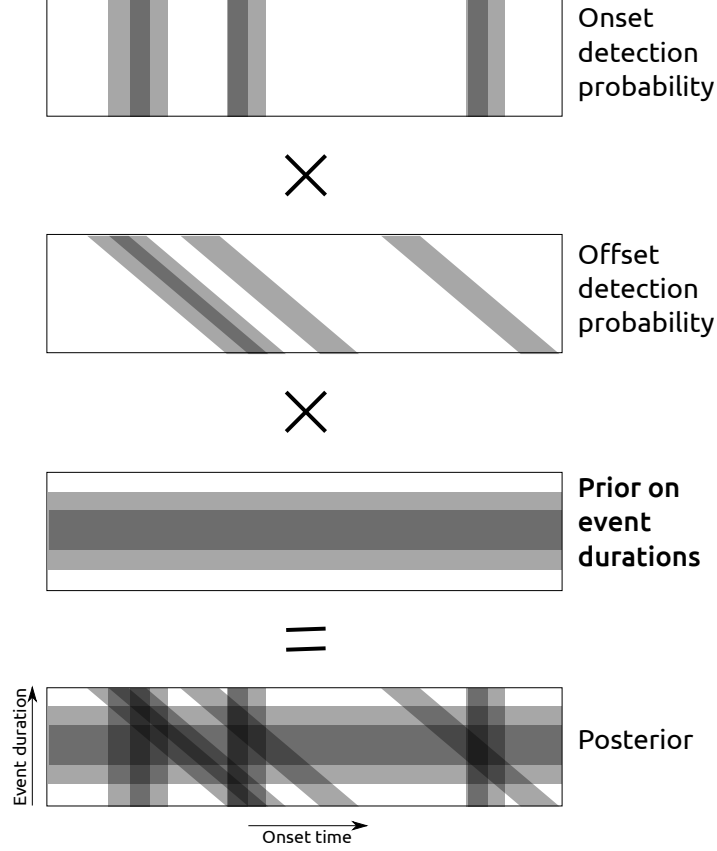 Onset
detection
probability
×
Offset
detection
probability
×
Prior on
event
durations
=
Event duration
Posterior
Onset time